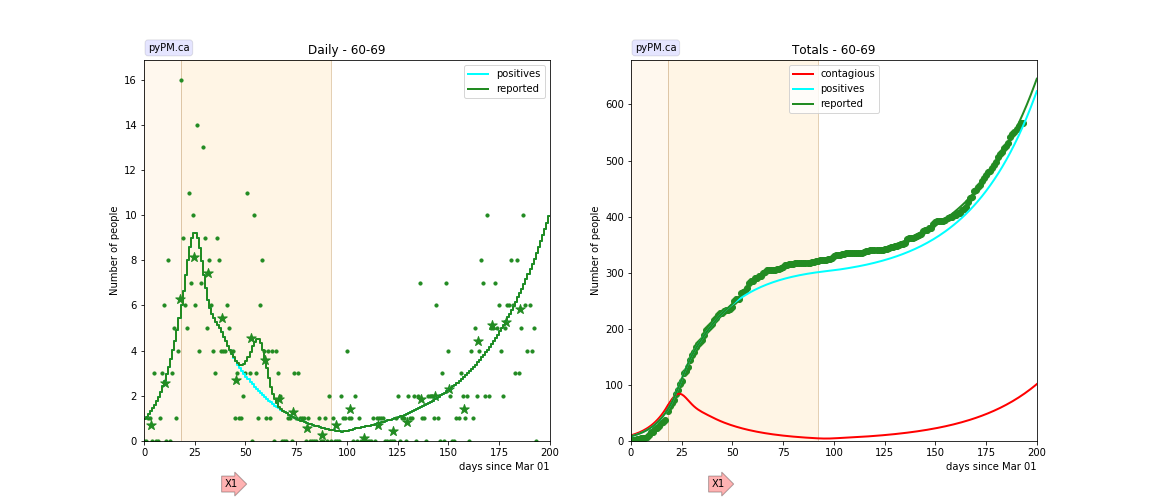 pyPM.ca
Daily - 60-69
positives
reported
Number of people
16
14
12
10
8
6
4
2
0
0 25 50 75 100 125 150 175 200
days since Mar 01
X1
pyPM.ca
Totals - 60-69
contagious
positives
reported
Number of people
600
500
400
300
200
100
0
0 25 50 75 100 125 150 175 200
days since Mar 01
X1